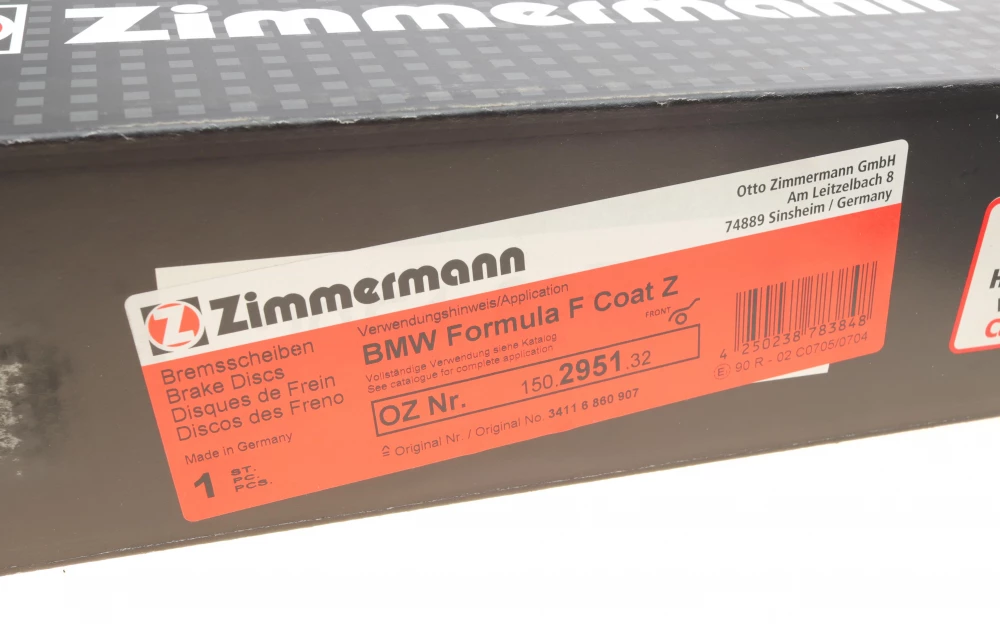 Zimmermann
Otto Zimmermann GmbH
Am Leitzelbach 8
74889 Sinsheim / Germany
Z Zimmermann
Bremsscheiben
Brake Discs
Disques de Frein
Discos des Freno
Made in Germany
1 ST.
PC.
PCS.
Verwendungshinweis/Application
BMW Formula F Coat Z
Vollständige Verwendung siehe Katalog
See catalogue for complete application
FRONT
OZ Nr. 150.2951.32
≙ Original Nr. / Original No. 3411 6 860 907
4 250238 783848
E 90 R - 02 C0705/0704